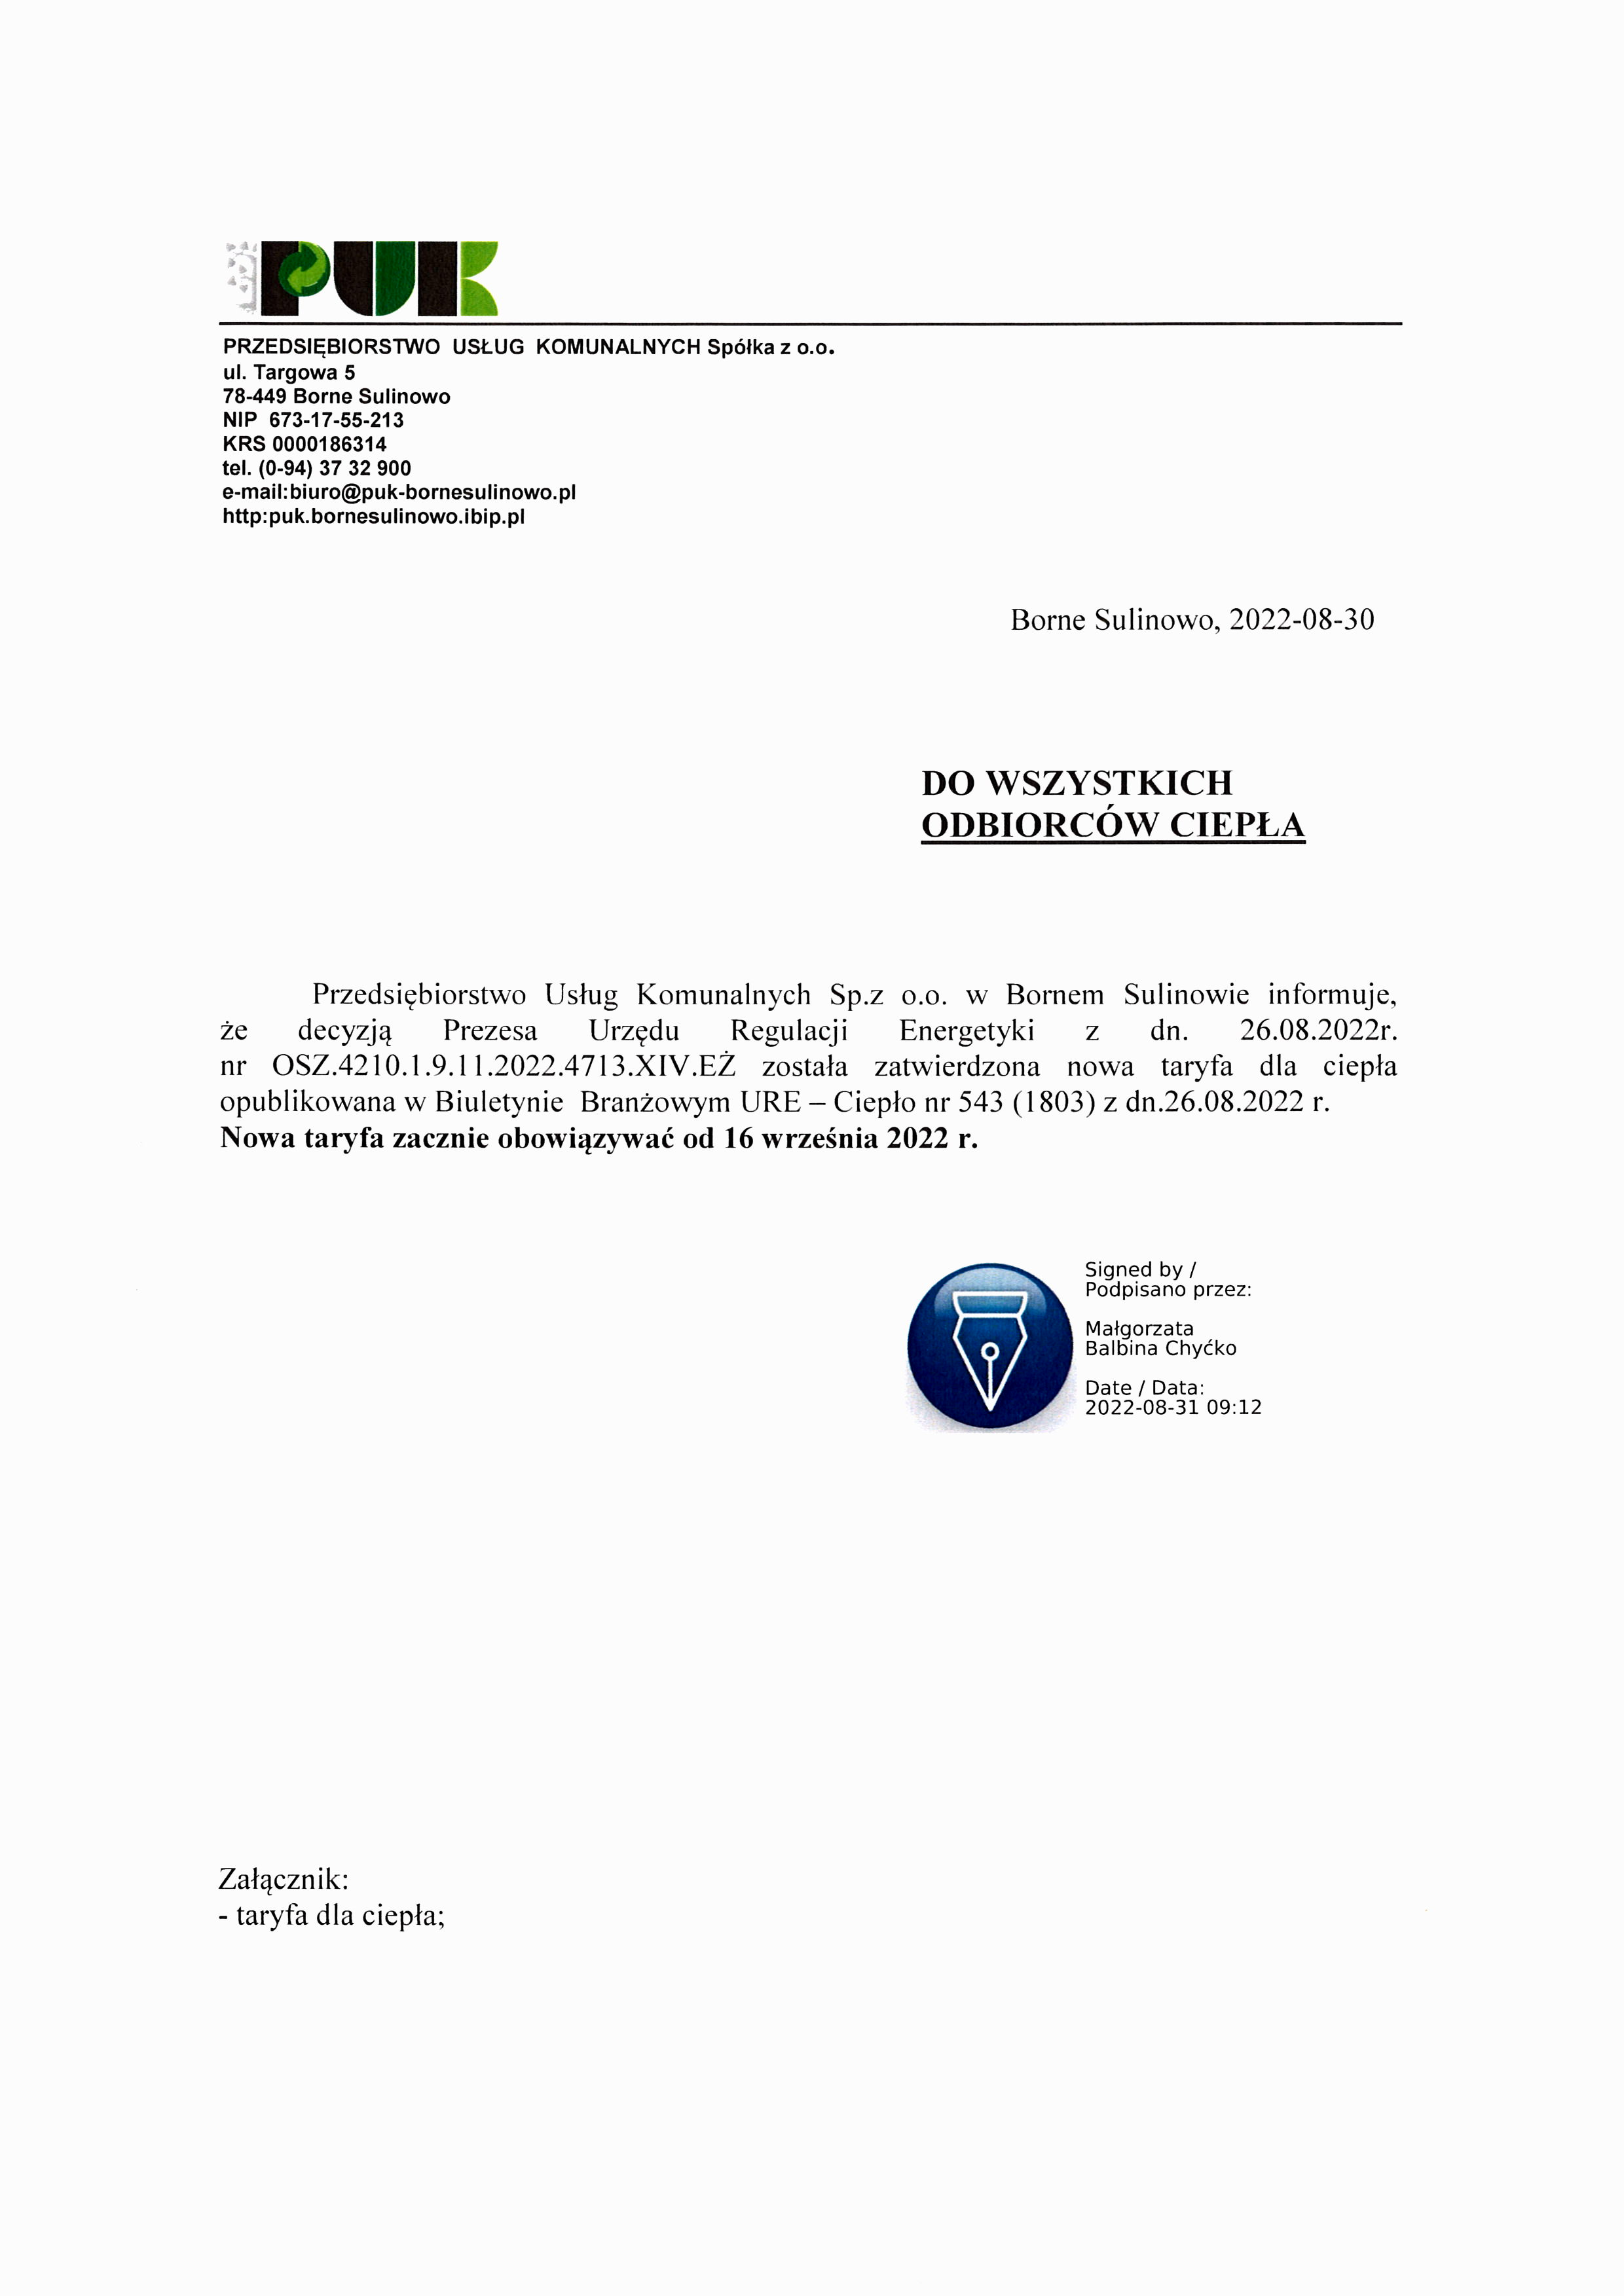 PUK
PRZEDSIĘBIORSTWO USŁUG KOMUNALNYCH Spółka z o.o.
ul. Targowa 5
78-449 Borne Sulinowo
NIP 673-17-55-213
KRS 0000186314
tel. (0-94) 37 32 900
e-mail:biuro@puk-bornesulinowo.pl
http:puk.bornesulinowo.ibip.pl
Borne Sulinowo, 2022-08-30
DO WSZYSTKICH
ODBIORCÓW CIEPŁA
Przedsiębiorstwo Usług Komunalnych Sp.z o.o. w Bornem Sulinowie informuje,
że decyzją Prezesa Urzędu Regulacji Energetyki z dn. 26.08.2022r.
nr OSZ.4210.1.9.11.2022.4713.XIV.EŻ została zatwierdzona nowa taryfa dla ciepła
opublikowana w Biuletynie Branżowym URE – Ciepło nr 543 (1803) z dn.26.08.2022 r.
Nowa taryfa zacznie obowiązywać od 16 września 2022 r.
Signed by /
Podpisano przez:
Małgorzata
Balbina Chyćko
Date / Data:
2022-08-31 09:12
Załącznik:
- taryfa dla ciepła;